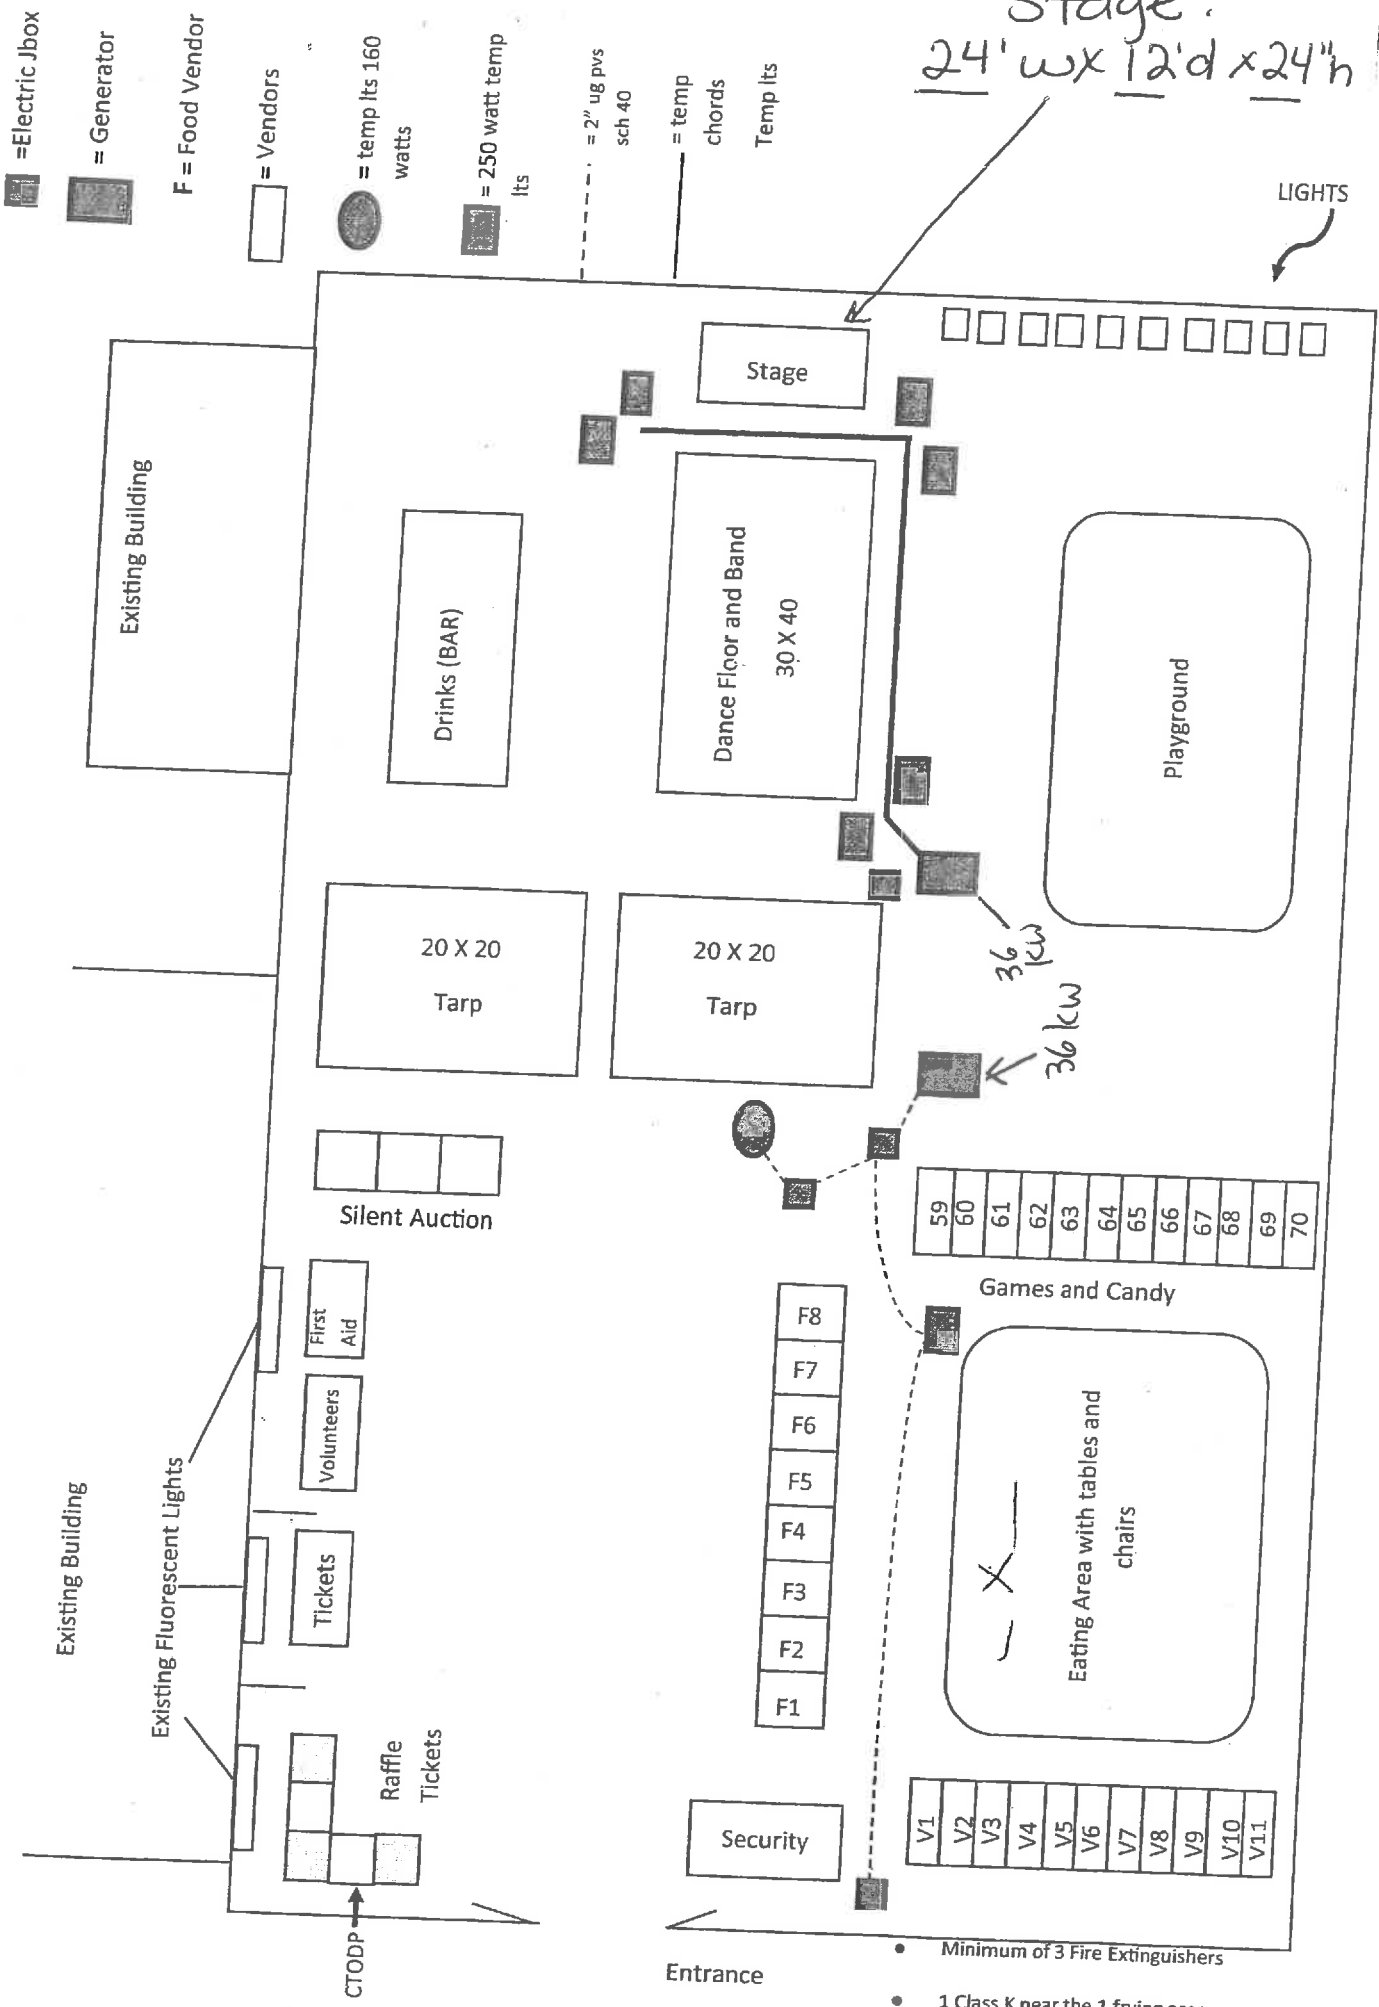 Stage:
24' w x 12'd x 24"h
=Electric Jbox
= Generator
F = Food Vendor
= Vendors
= temp lts 160
watts
= 250 watt temp
lts
= 2" ug pvs
sch 40
= temp
chords
Temp lts
LIGHTS
Existing Building
Stage
Drinks (BAR)
Dance Floor and Band
30 X 40
Playground
20 X 20
Tarp
20 X 20
Tarp
36
kw
36 kw
Silent Auction
59
60
61
62
63
64
65
66
67
68
69
70
Games and Candy
First
Aid
Volunteers
Tickets
Existing Building
Existing Fluorescent Lights
F8
F7
F6
F5
F4
F3
F2
F1
Eating Area with tables and
chairs
Raffle
Tickets
CTODP
Security
V1
V2
V3
V4
V5
V6
V7
V8
V9
V10
V11
Entrance
• Minimum of 3 Fire Extinguishers
• 1 Class K near the 1 frying